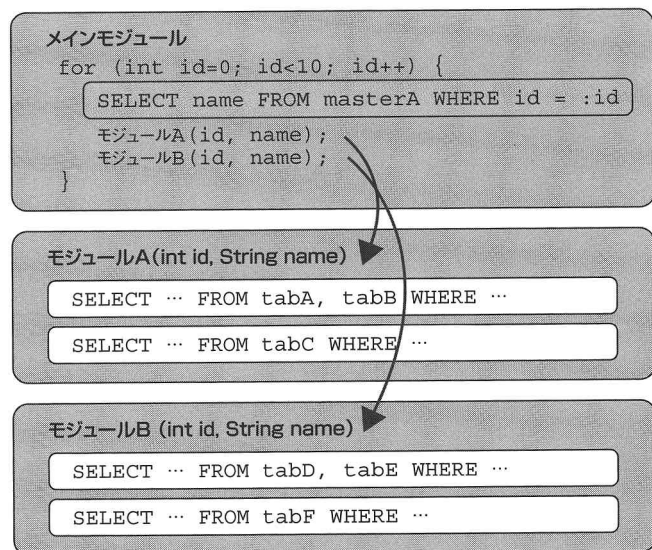 メインモジュール
for (int id=0; id<10; id++) {
SELECT name FROM masterA WHERE id = :id
モジュールA(id, name);
モジュールB(id, name);
}
モジュールA(int id, String name)
SELECT … FROM tabA, tabB WHERE …
SELECT … FROM tabC WHERE …
モジュールB (int id, String name)
SELECT … FROM tabD, tabE WHERE …
SELECT … FROM tabF WHERE …